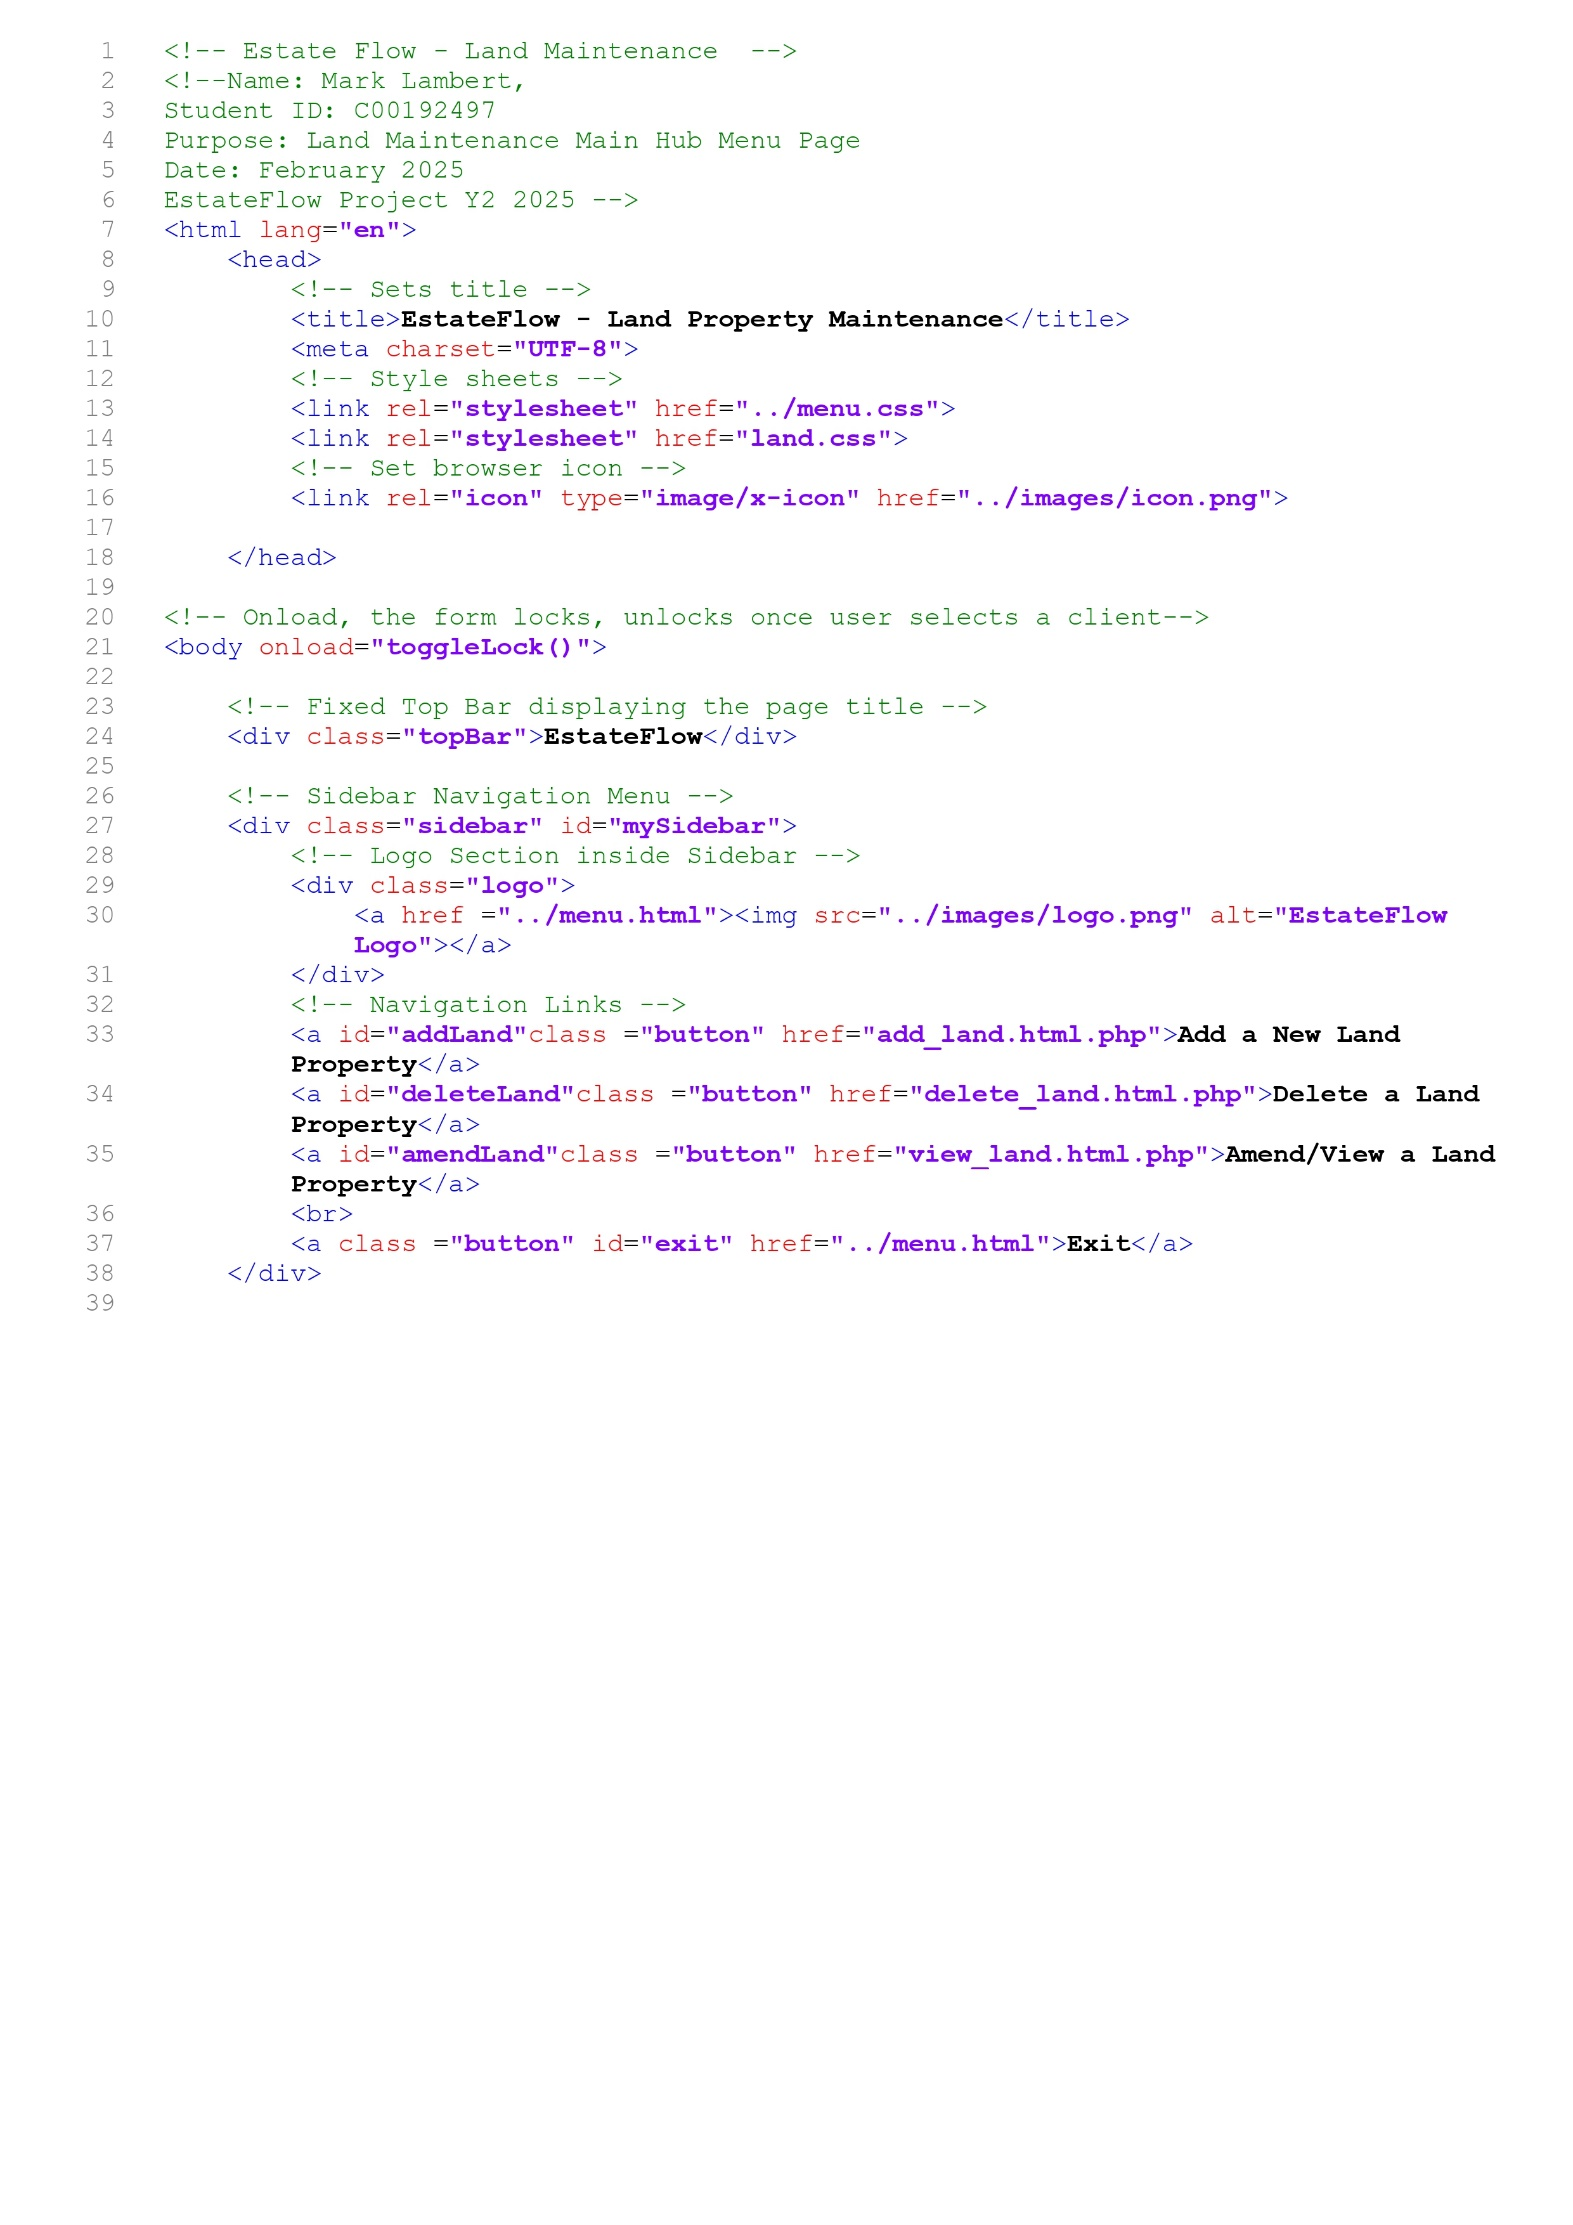 1 <!-- Estate Flow - Land Maintenance  -->
2 <!--Name: Mark Lambert,
3 Student ID: C00192497
4 Purpose: Land Maintenance Main Hub Menu Page
5 Date: February 2025
6 EstateFlow Project Y2 2025 -->
7 <html lang="en">
8     <head>
9         <!-- Sets title -->
10         <title>EstateFlow - Land Property Maintenance</title>
11         <meta charset="UTF-8">
12         <!-- Style sheets -->
13         <link rel="stylesheet" href="../menu.css">
14         <link rel="stylesheet" href="land.css">
15         <!-- Set browser icon -->
16         <link rel="icon" type="image/x-icon" href="../images/icon.png">
17
18     </head>
19
20 <!-- Onload, the form locks, unlocks once user selects a client-->
21 <body onload="toggleLock()">
22
23     <!-- Fixed Top Bar displaying the page title -->
24     <div class="topBar">EstateFlow</div>
25
26     <!-- Sidebar Navigation Menu -->
27     <div class="sidebar" id="mySidebar">
28         <!-- Logo Section inside Sidebar -->
29         <div class="logo">
30             <a href ="../menu.html"><img src="../images/logo.png" alt="EstateFlow
Logo"></a>
31         </div>
32         <!-- Navigation Links -->
33         <a id="addLand"class ="button" href="add_land.html.php">Add a New Land
Property</a>
34         <a id="deleteLand"class ="button" href="delete_land.html.php">Delete a Land
Property</a>
35         <a id="amendLand"class ="button" href="view_land.html.php">Amend/View a Land
Property</a>
36         <br>
37         <a class ="button" id="exit" href="../menu.html">Exit</a>
38     </div>
39